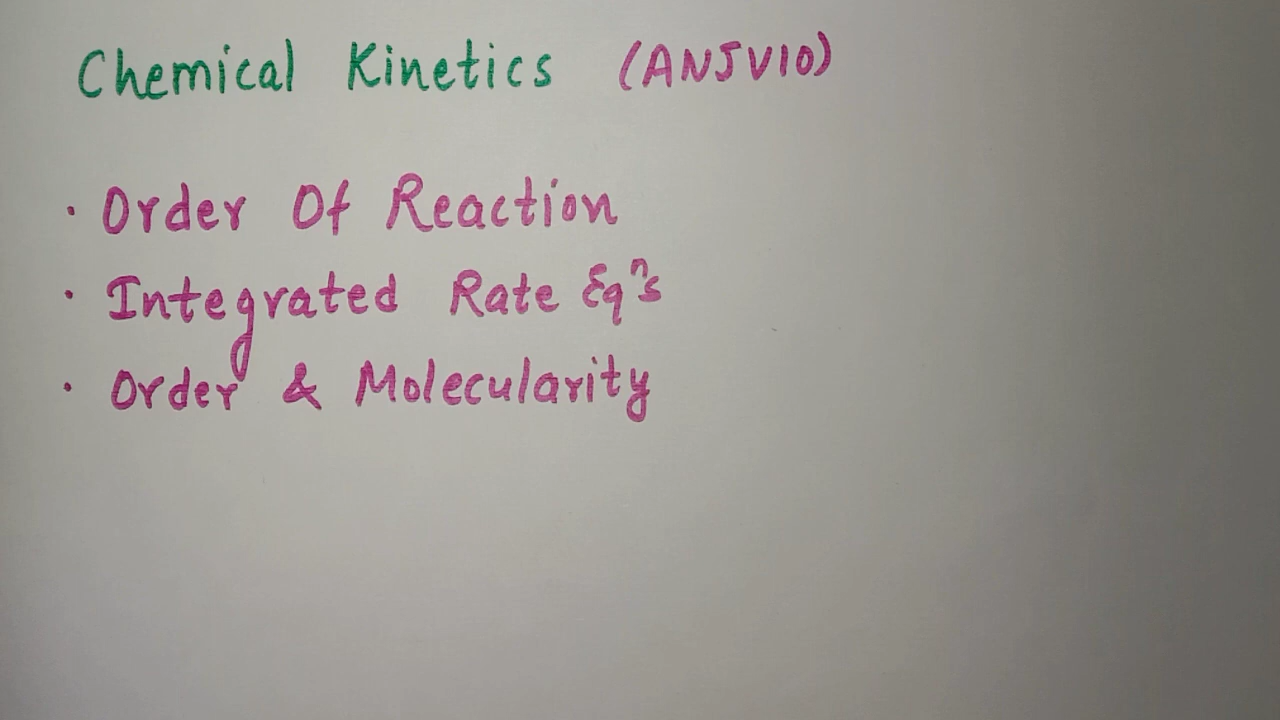 Chemical Kinetics (ANJV10)
· Order Of Reaction
· Integrated Rate Eqⁿs
· Order & Molecularity